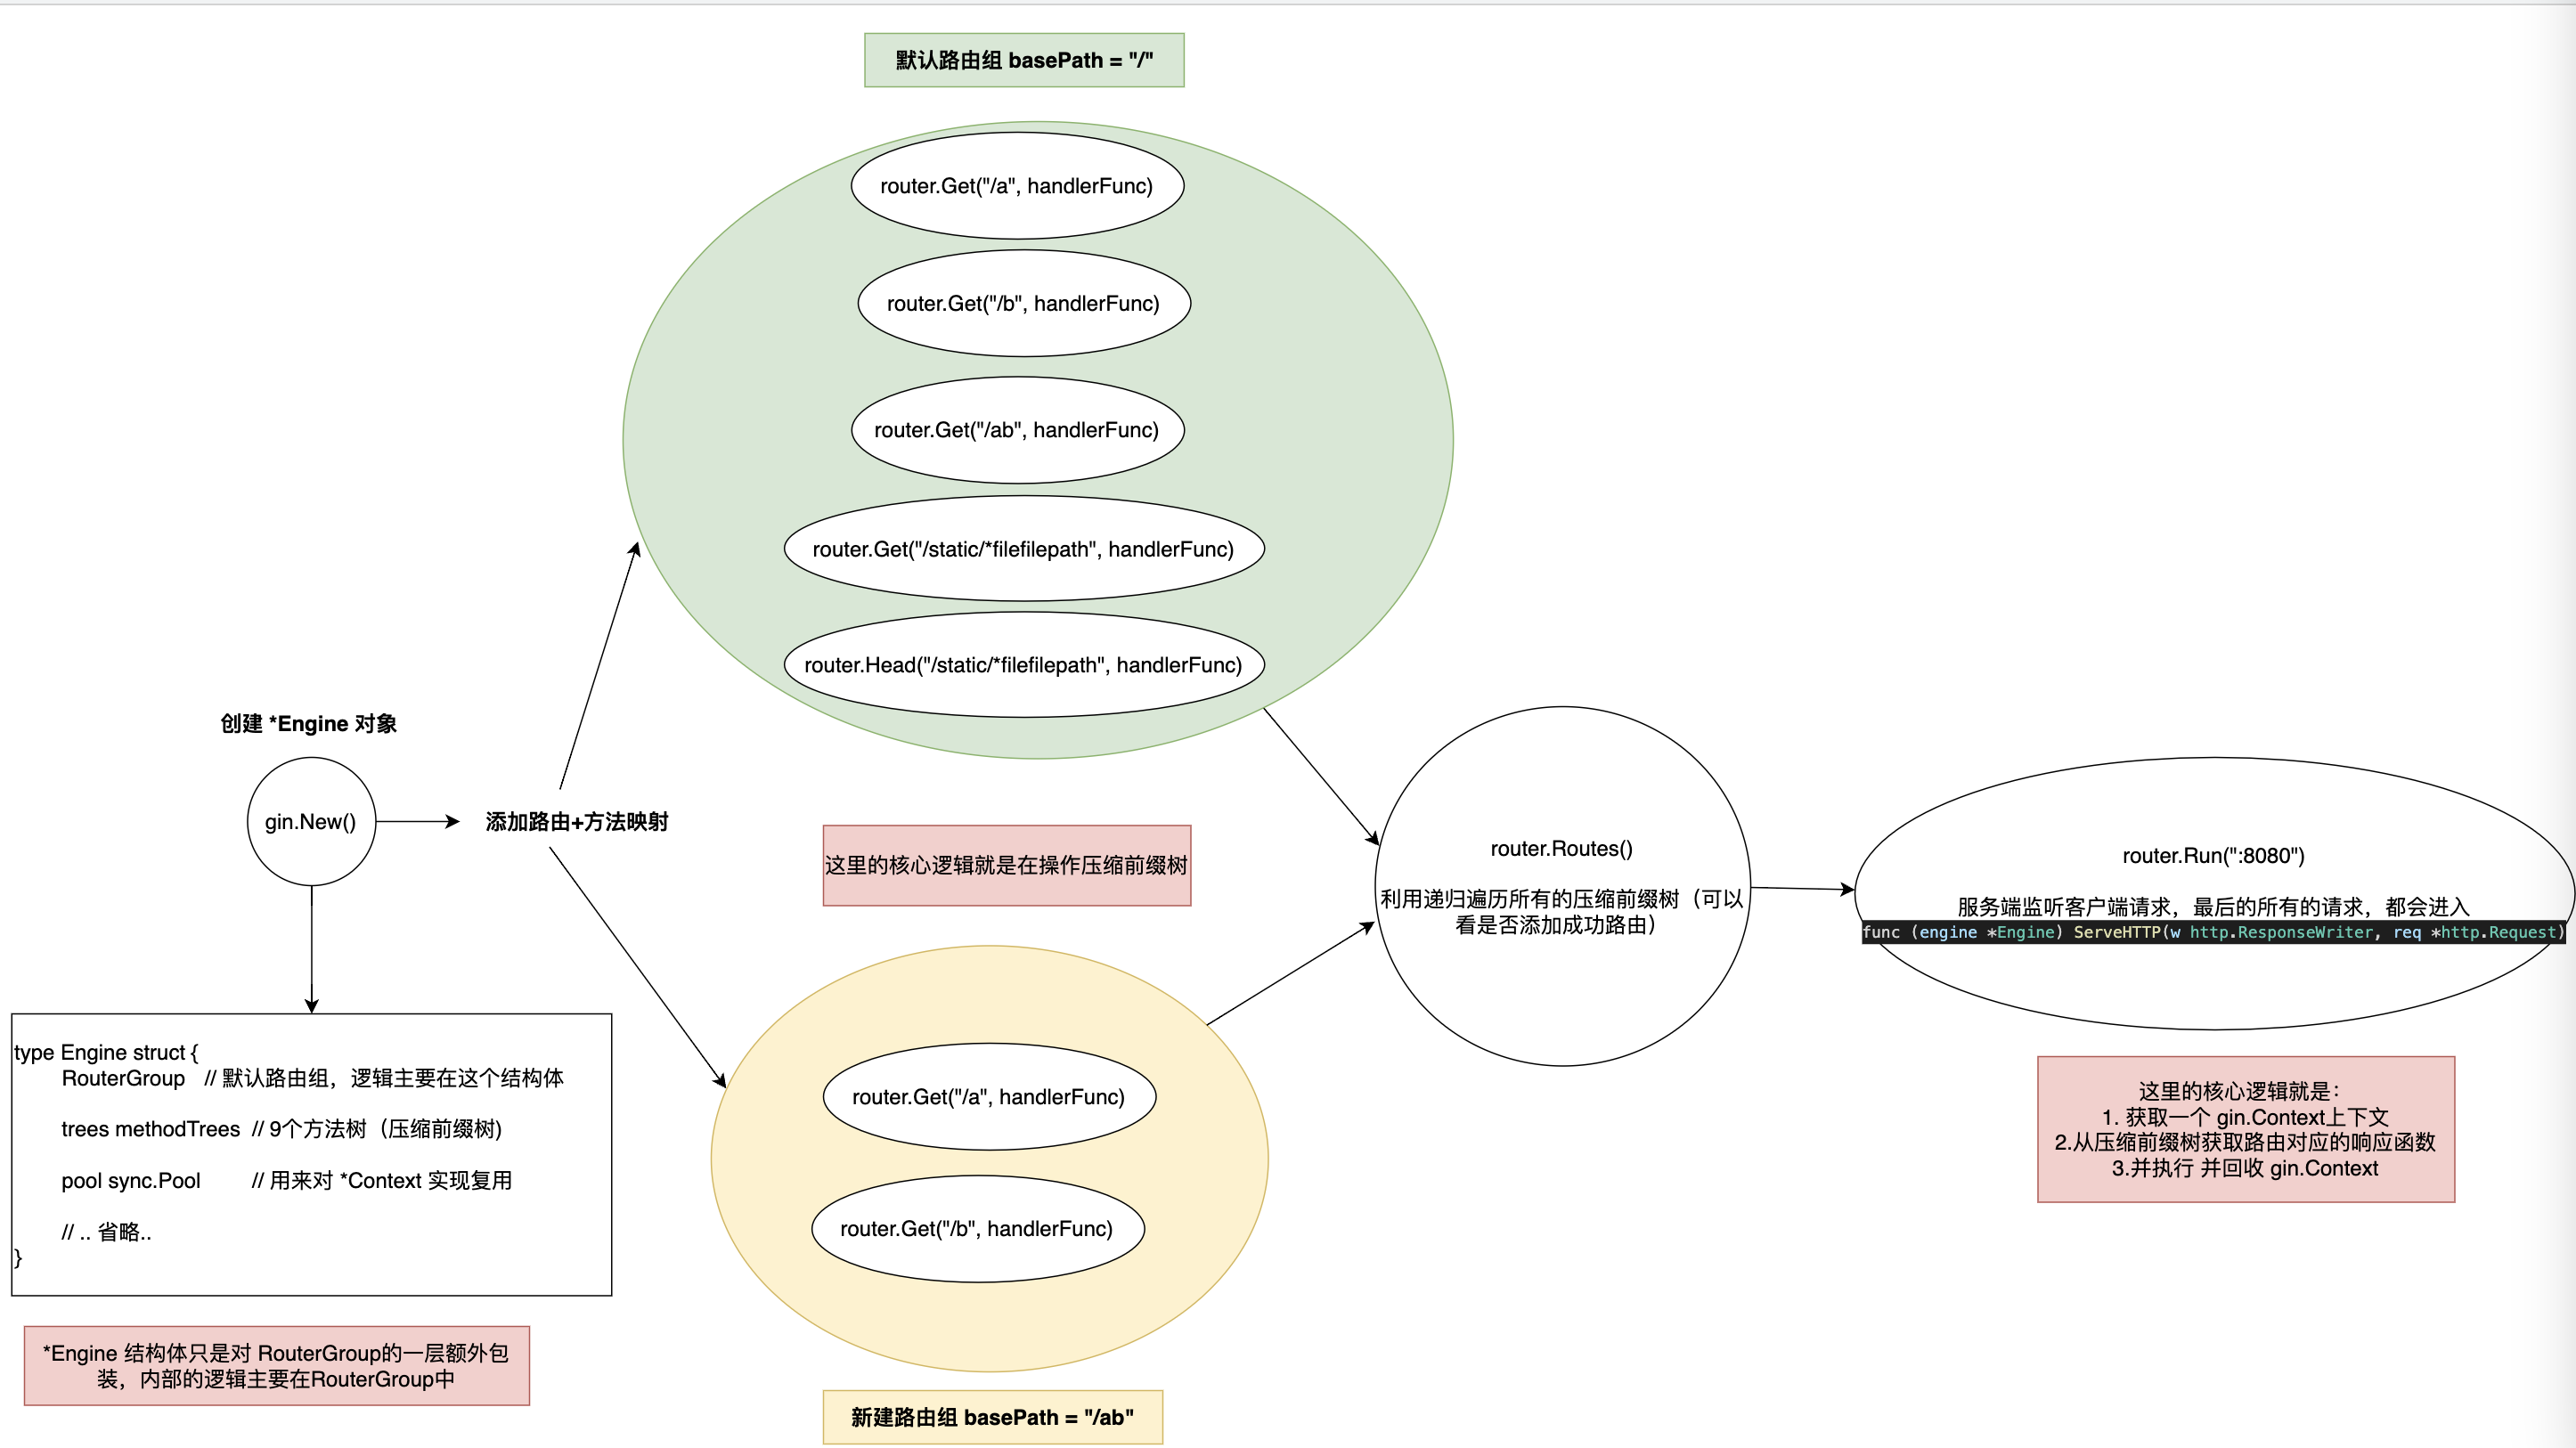 默认路由组 basePath = "/"
router.Get("/a", handlerFunc)
router.Get("/b", handlerFunc)
router.Get("/ab", handlerFunc)
router.Get("/static/*filefilepath", handlerFunc)
router.Head("/static/*filefilepath", handlerFunc)
创建 *Engine 对象
gin.New()
添加路由+方法映射
这里的核心逻辑就是在操作压缩前缀树
router.Routes()
利用递归遍历所有的压缩前缀树（可以
看是否添加成功路由）
router.Run(":8080")
服务端监听客户端请求，最后的所有的请求，都会进入
func (engine *Engine) ServeHTTP(w http.ResponseWriter, req *http.Request)
type Engine struct {
RouterGroup // 默认路由组，逻辑主要在这个结构体
trees methodTrees // 9个方法树（压缩前缀树)
pool sync.Pool // 用来对 *Context 实现复用
// .. 省略..
}
*Engine 结构体只是对 RouterGroup的一层额外包
装，内部的逻辑主要在RouterGroup中
router.Get("/a", handlerFunc)
router.Get("/b", handlerFunc)
新建路由组 basePath = "/ab"
这里的核心逻辑就是：
1. 获取一个 gin.Context上下文
2.从压缩前缀树获取路由对应的响应函数
3.并执行 并回收 gin.Context